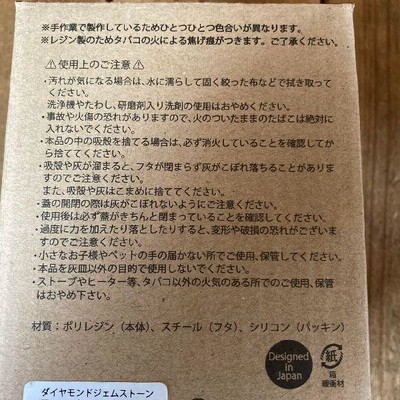 ※手作業で製作しているためひとつひとつ色合いが異なります。
※レジン製のためタバコの火による焦げ痕がつきます。ご了承ください。
⚠使用上のご注意⚠
・汚れが気になる場合は、水に濡らして固く絞った布などで拭き取って
ください。
洗浄機やたわし、研磨剤入り洗剤の使用はおやめください。
・事故や火傷の恐れがありますので、火のついたままのたばこは絶対に
入れないでください。
・本品の中の吸殻を捨てる場合は、必ず消火していることを確認してか
ら捨ててください。
・吸殻や灰が溜まると、フタが閉まらず灰がこぼれ落ちることがありま
すのでご注意ください。
また、吸殻や灰はこまめに捨ててください。
・蓋の開閉の際は灰がこぼれないようにご注意ください。
・使用後は必ず蓋がきちんと閉まっていることを確認してください。
・過度に力を加えたり落としたりすると、変形や破損の恐れがございま
すのでご注意ください。
・小さなお子様やペットの手の届かない所でご使用、保管してください。
・本品を灰皿以外の目的で使用しないでください。
・ストーブやヒーター等、タバコ以外の火気のある所でのご使用、保管
はおやめ下さい。
材質：ポリレジン（本体）、スチール（フタ）、シリコン（パッキン）
Designed
in
Japan
紙
箱
緩衝材
ダイヤモンドジェムストーン